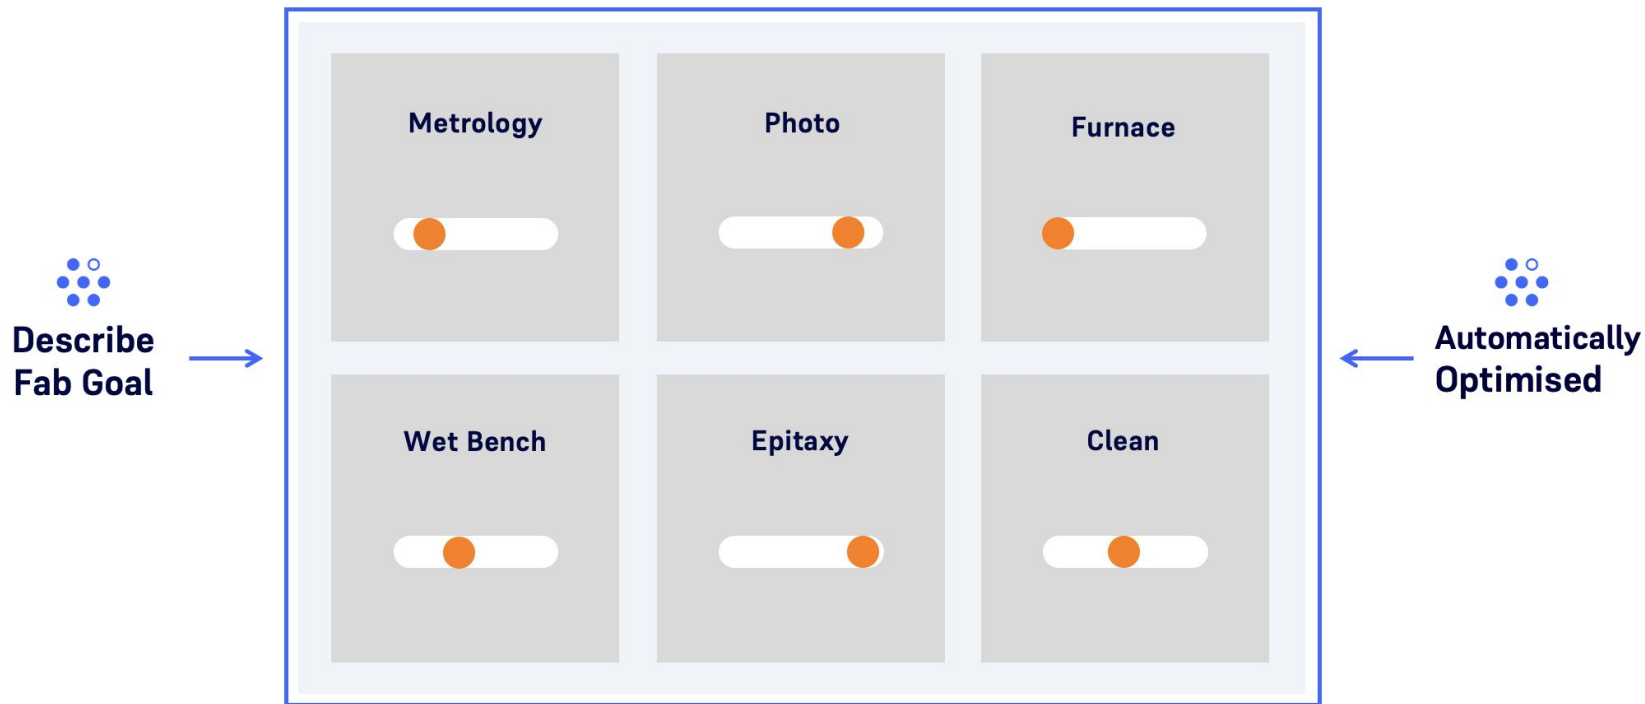 Metrology
Photo
Furnace
Describe
Fab Goal
Automatically
Optimised
Wet Bench
Epitaxy
Clean